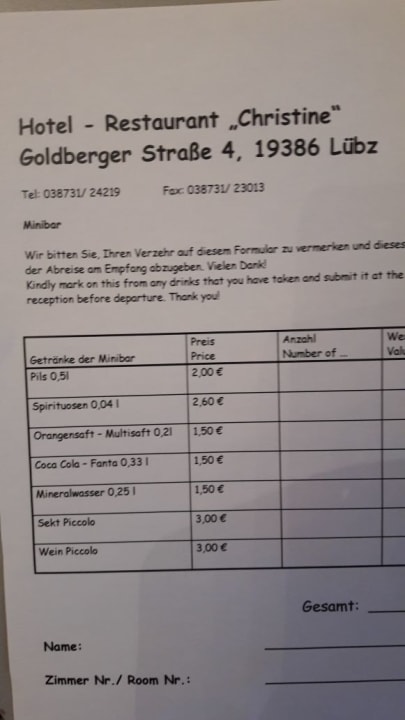 Hotel - Restaurant „Christine"
Goldberger Straße 4, 19386 Lübz
Tel: 038731/ 24219 Fax: 038731/ 23013
Minibar
Wir bitten Sie, Ihren Verzehr auf diesem Formular zu vermerken und dieses
der Abreise am Empfang abzugeben. Vielen Dank!
Kindly mark on this from any drinks that you have taken and submit it at the
reception before departure. Thank you!
Getränke der Minibar Preis Price Anzahl Number of ...
Pils 0,5l 2,00 €
Spirituosen 0,04 l 2,60 €
Orangensaft - Multisaft 0,2l 1,50 €
Coca Cola - Fanta 0,33 l 1,50 €
Mineralwasser 0,25 l 1,50 €
Sekt Piccolo 3,00 €
Wein Piccolo 3,00 €
Gesamt:
Name:
Zimmer Nr./ Room Nr.: